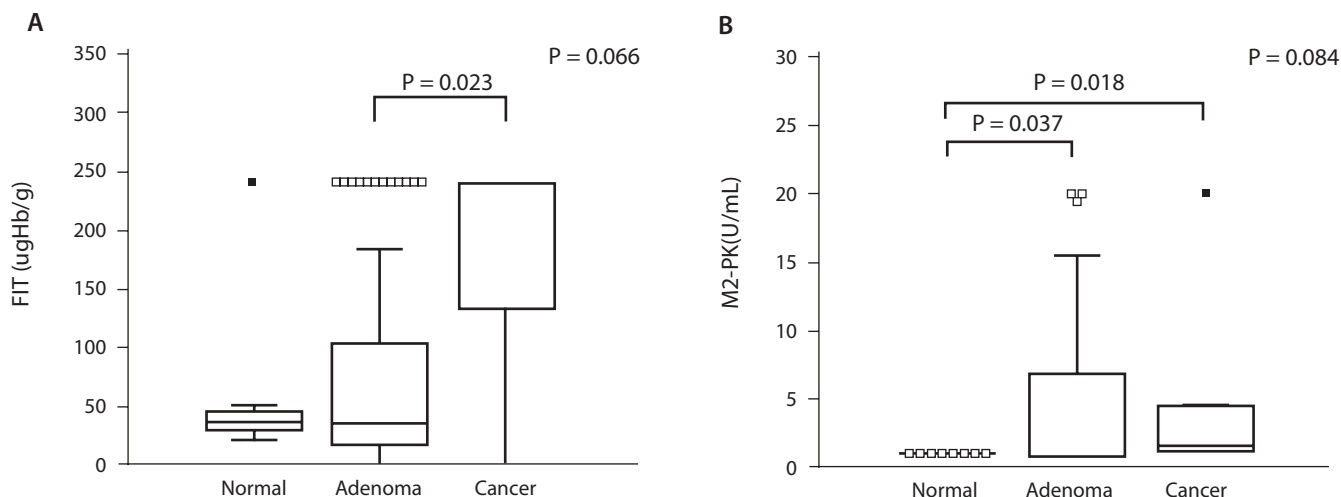 A
P = 0.066
P = 0.023
FIT (ugHb/g)
350
300
250
200
150
100
50
0
Normal
Adenoma
Cancer
B
P = 0.084
P = 0.018
P = 0.037
M2-PK(U/mL)
30
25
20
15
10
5
0
Normal
Adenoma
Cancer